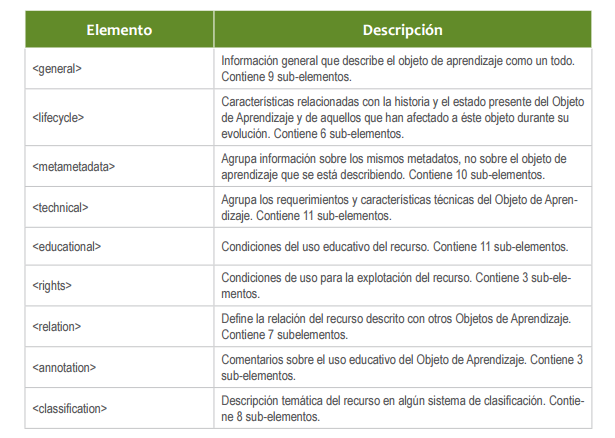 Elemento Descripción
<general> Información general que describe el objeto de aprendizaje como un todo.
Contiene 9 sub-elementos.
<lifecycle> Características relacionadas con la historia y el estado presente del Objeto
de Aprendizaje y de aquellos que han afectado a éste objeto durante su
evolución. Contiene 6 sub-elementos.
<metametadata> Agrupa información sobre los mismos metadatos, no sobre el objeto de
aprendizaje que se está describiendo. Contiene 10 sub-elementos.
<technical> Agrupa los requerimientos y características técnicas del Objeto de Apren-
dizaje. Contiene 11 sub-elementos.
<educational> Condiciones del uso educativo del recurso. Contiene 11 sub-elementos.
<rights> Condiciones de uso para la explotación del recurso. Contiene 3 sub-ele-
mentos.
<relation> Define la relación del recurso descrito con otros Objetos de Aprendizaje.
Contiene 7 subelementos.
<annotation> Comentarios sobre el uso educativo del Objeto de Aprendizaje. Contiene 3
sub-elementos.
<classification> Descripción temática del recurso en algún sistema de clasificación. Contie-
ne 8 sub-elementos.